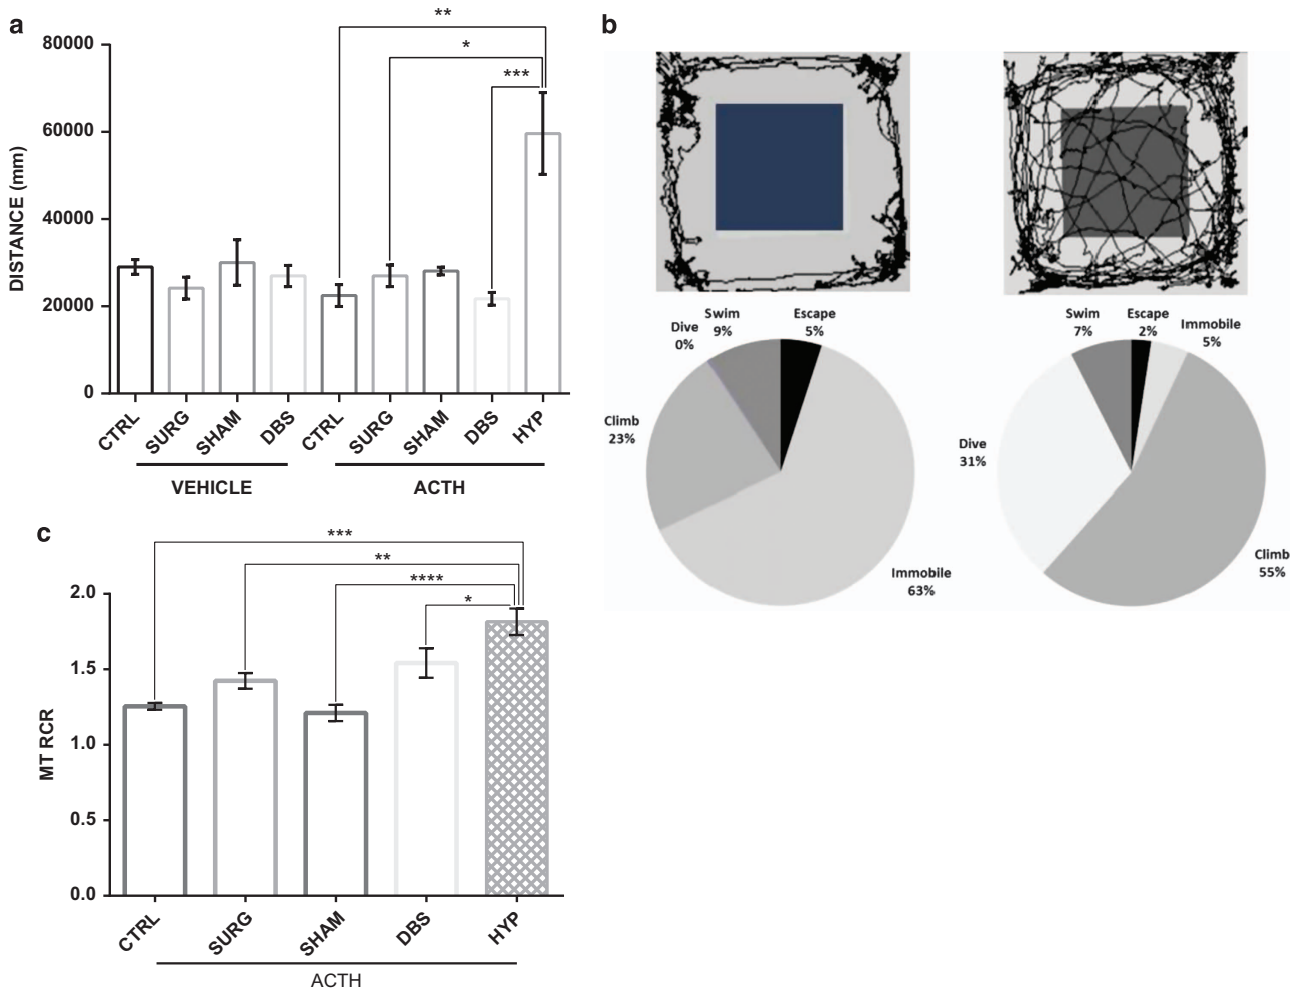 a
**
*
***
80000
60000
40000
20000
0
DISTANCE (mm)
CTRL
SURG
SHAM
DBS
CTRL
SURG
SHAM
DBS
HYP
VEHICLE
ACTH
b
Dive
0%
Swim
9%
Escape
5%
Climb
23%
Immobile
63%
Swim
7%
Escape
2%
Immobile
5%
Dive
31%
Climb
55%
c
***
**
****
*
2.0
1.5
1.0
0.5
0.0
MT RCR
CTRL
SURG
SHAM
DBS
HYP
ACTH